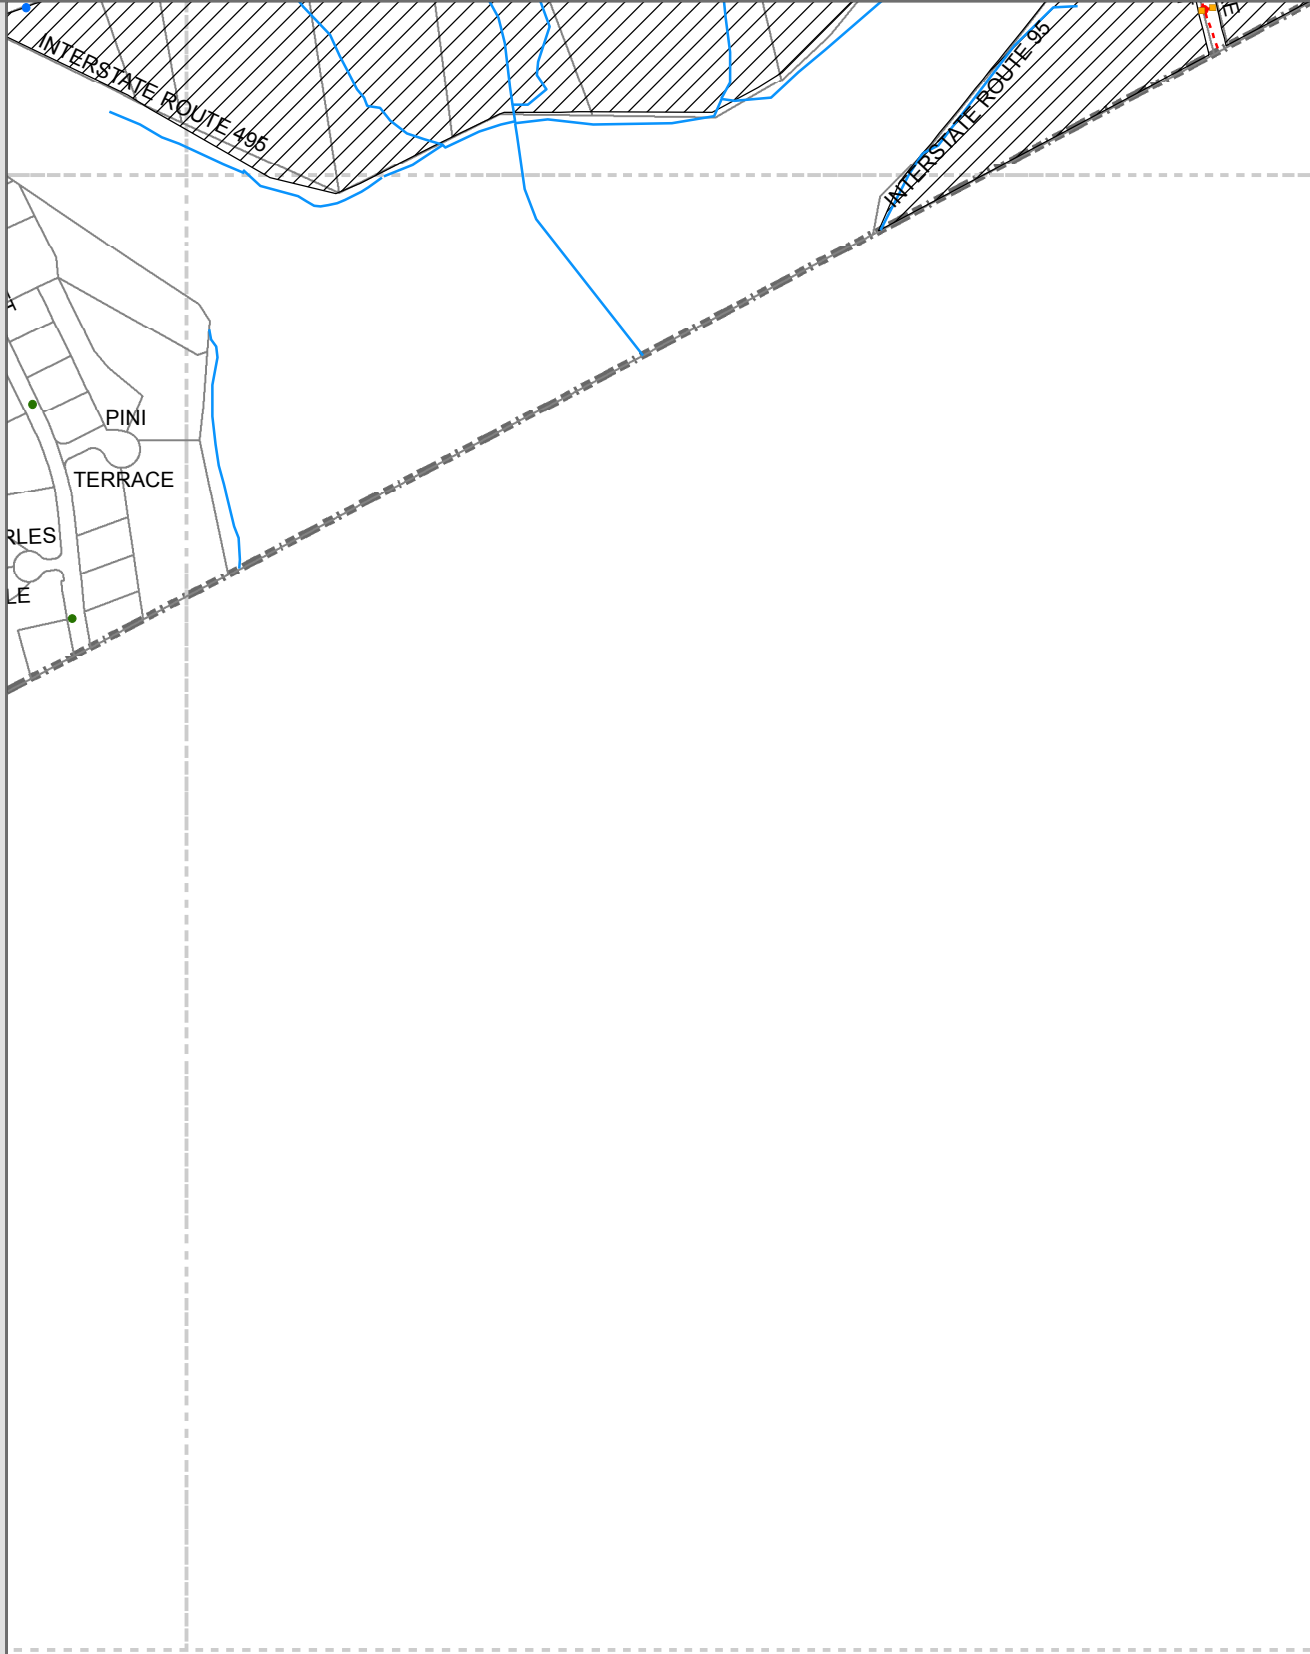 INTERSTATE ROUTE 495
INTERSTATE ROUTE 95
PINI
TERRACE
RLES
LE